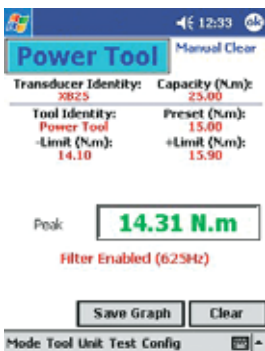 12:33 ok
Power Tool Manual Clear
Transducer Identity: Capacity (N.m):
XB25 25.00
Tool Identity: Preset (N.m):
Power Tool 15.00
-Limit (N.m): +Limit (N.m):
14.10 15.90
Peak 14.31 N.m
Filter Enabled (625Hz)
Save Graph Clear
Mode Tool Unit Test Config